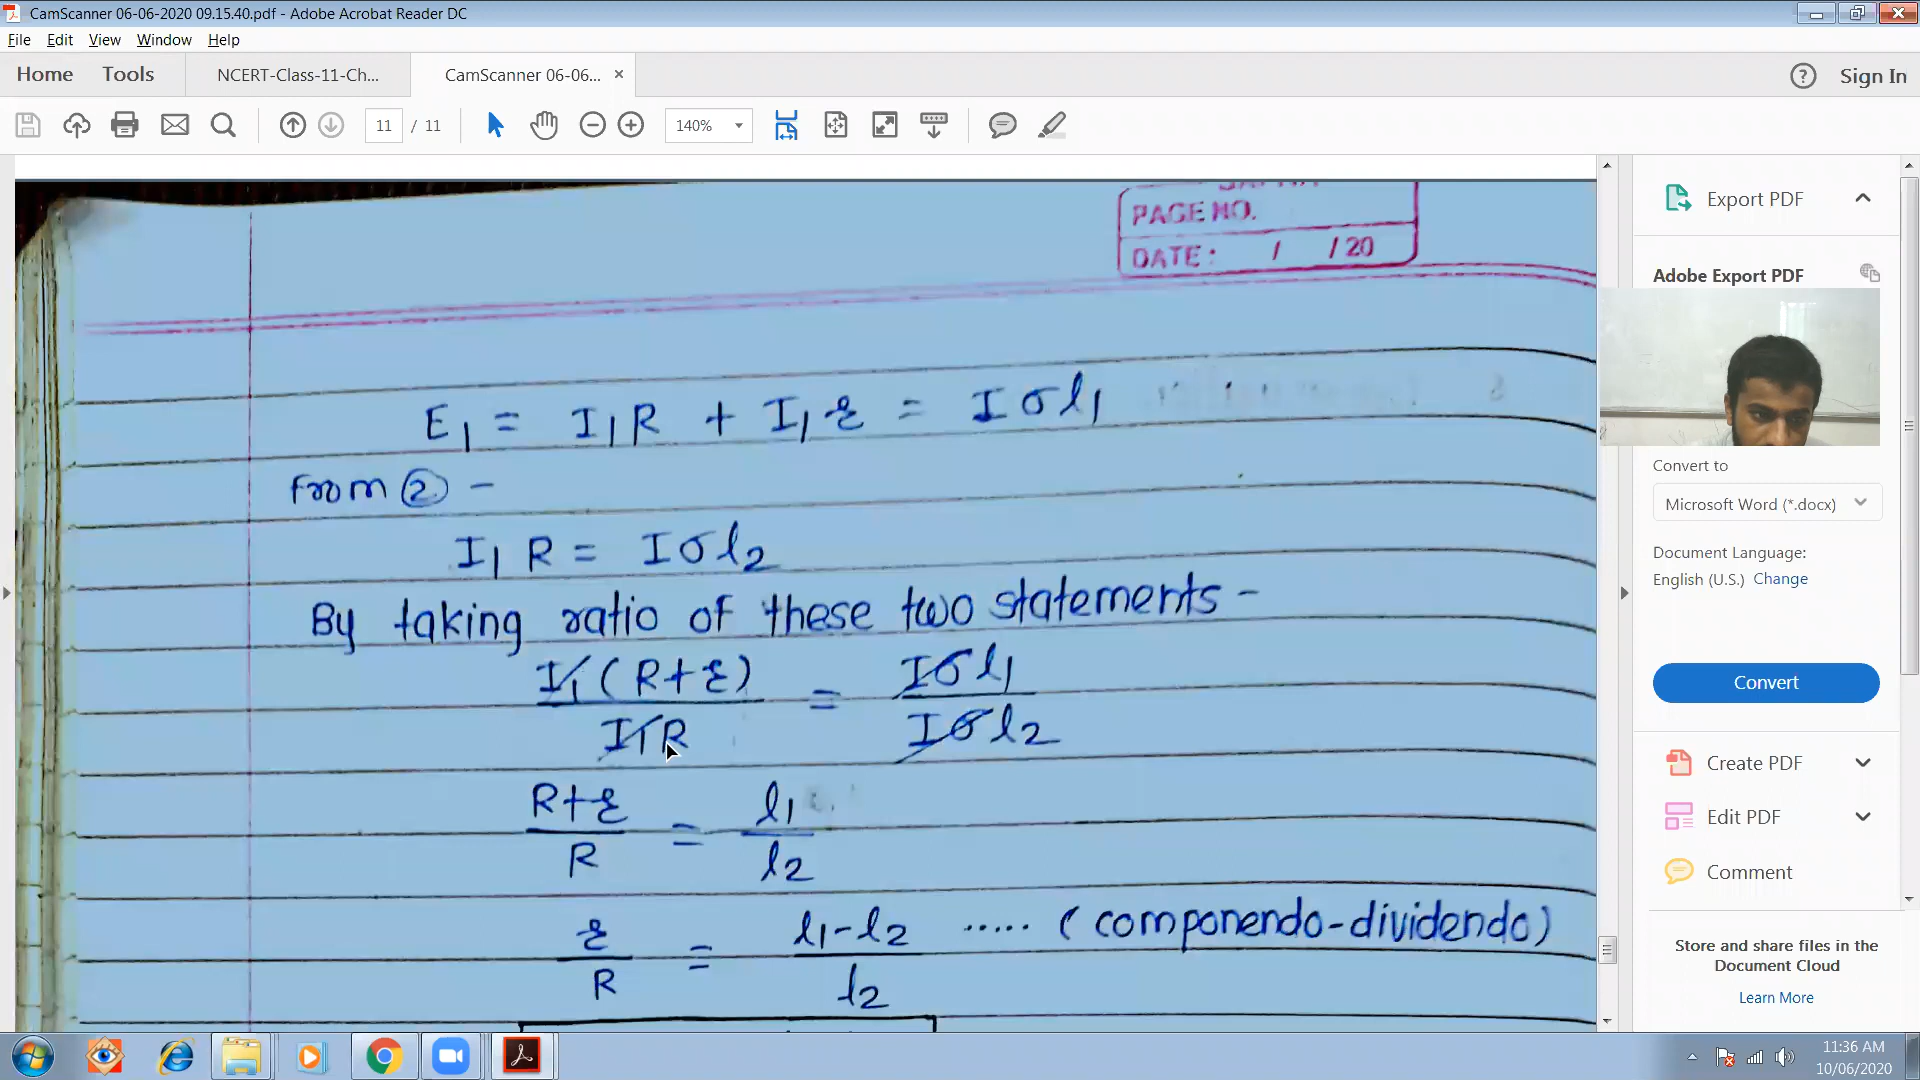 CamScanner 06-06-2020 09.15.40.pdf - Adobe Acrobat Reader DC
File Edit View Window Help
Home Tools NCERT-Class-11-Ch... CamScanner 06-06... ×
? Sign In
11 / 11 140%
PAGE NO.
DATE : / /20
E₁ = I₁R + I₁r = Iσl₁
From ② -
I₁ R = Iσl₂
By taking ratio of these two statements -
I₁(R+r) / I₁R = Iσl₁ / Iσl₂
R+r / R = l₁ / l₂
r / R = l₁-l₂ / l₂ ..... (componendo-dividendo)
Export PDF
Adobe Export PDF
Convert to
Microsoft Word (*.docx)
Document Language:
English (U.S.) Change
Convert
Create PDF
Edit PDF
Comment
Store and share files in the
Document Cloud
Learn More
11:36 AM
10/06/2020